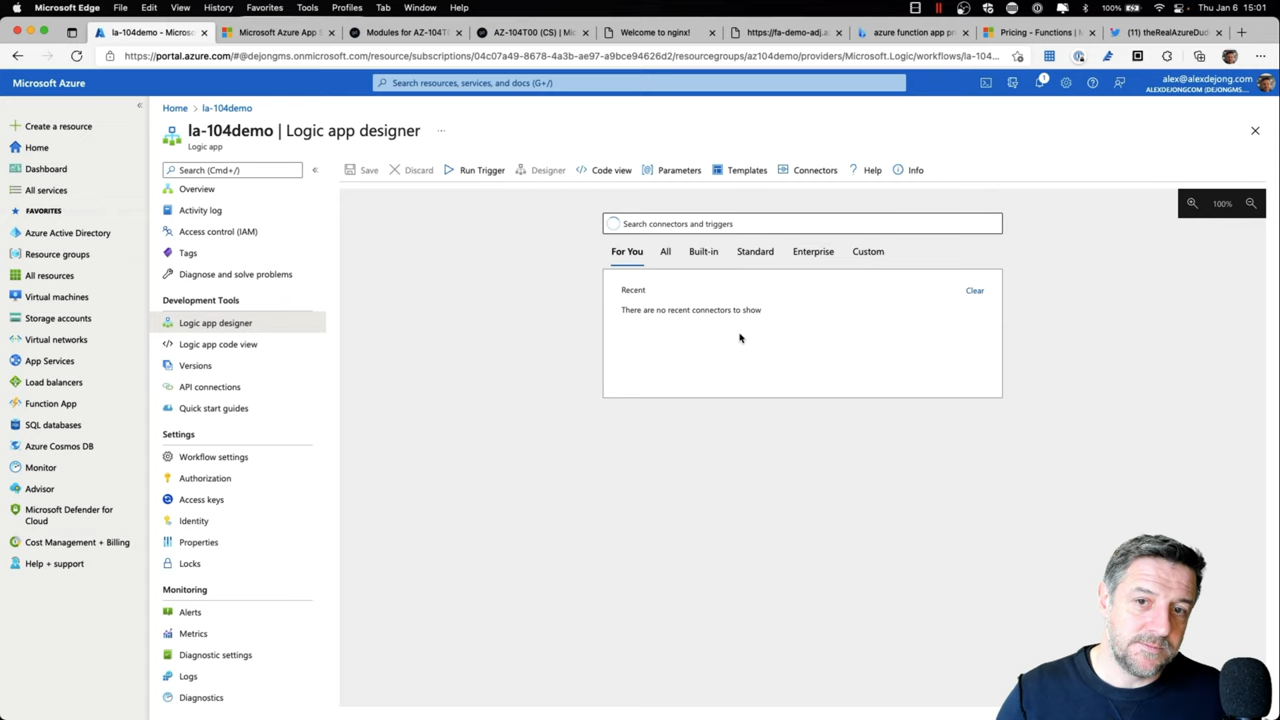 Microsoft Edge File Edit View History Favorites Tools Profiles Tab Window Help
100% Thu Jan 6 15:01
la-104demo - Microso
Microsoft Azure App S
Modules for AZ-104T
AZ-104T00 (CS) | Mic
Welcome to nginx!
https://fa-demo-adj.a
azure function app pr
Pricing - Functions | M
(11) theRealAzureDud
https://portal.azure.com/#@dejongms.onmicrosoft.com/resource/subscriptions/04c07a49-8678-4a3b-ae97-a9bce94626d2/resourcegroups/az104demo/providers/Microsoft.Logic/workflows/la-104...
Microsoft Azure
Search resources, services, and docs (G+/)
1
alex@alexdejong.com
ALEXDEJONGCOM (DEJONGMS....
Create a resource
Home
Dashboard
All services
FAVORITES
Azure Active Directory
Resource groups
All resources
Virtual machines
Storage accounts
Virtual networks
App Services
Load balancers
Function App
SQL databases
Azure Cosmos DB
Monitor
Advisor
Microsoft Defender for
Cloud
Cost Management + Billing
Help + support
Home > la-104demo
la-104demo | Logic app designer ...
Logic app
Search (Cmd+/)
Overview
Activity log
Access control (IAM)
Tags
Diagnose and solve problems
Development Tools
Logic app designer
Logic app code view
Versions
API connections
Quick start guides
Settings
Workflow settings
Authorization
Access keys
Identity
Properties
Locks
Monitoring
Alerts
Metrics
Diagnostic settings
Logs
Diagnostics
Save Discard Run Trigger Designer Code view Parameters Templates Connectors Help Info
100%
Search connectors and triggers
For You All Built-in Standard Enterprise Custom
Recent Clear
There are no recent connectors to show